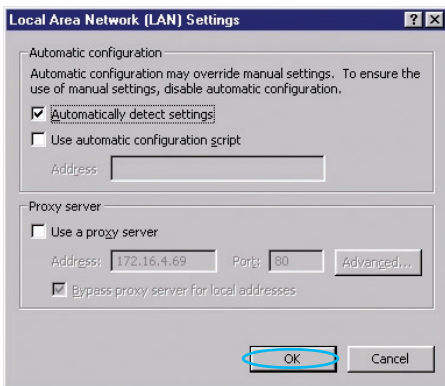 Local Area Network (LAN) Settings
Automatic configuration
Automatic configuration may override manual settings. To ensure the
use of manual settings, disable automatic configuration.
Automatically detect settings
Use automatic configuration script
Address
Proxy server
Use a proxy server
Address: 172.16.4.69 Port: 80 Advanced...
Bypass proxy server for local addresses
OK Cancel